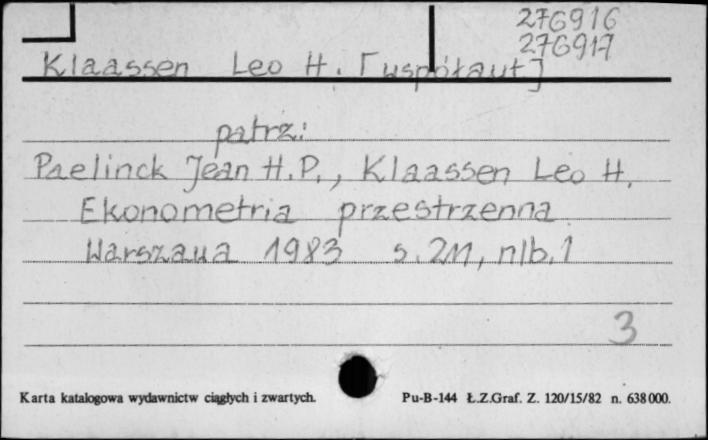 276916
276917
Klaassen Leo H. [współaut]
patrz:
Paelinck Jean H.P., Klaassen Leo H.
Ekonometria przestrzenna
Warszawa 1983 s. 211, nlb. 1
3
Karta katalogowa wydawnictw ciągłych i zwartych.
Pu-B-144 Ł.Z.Graf. Z. 120/15/82 n. 638000.